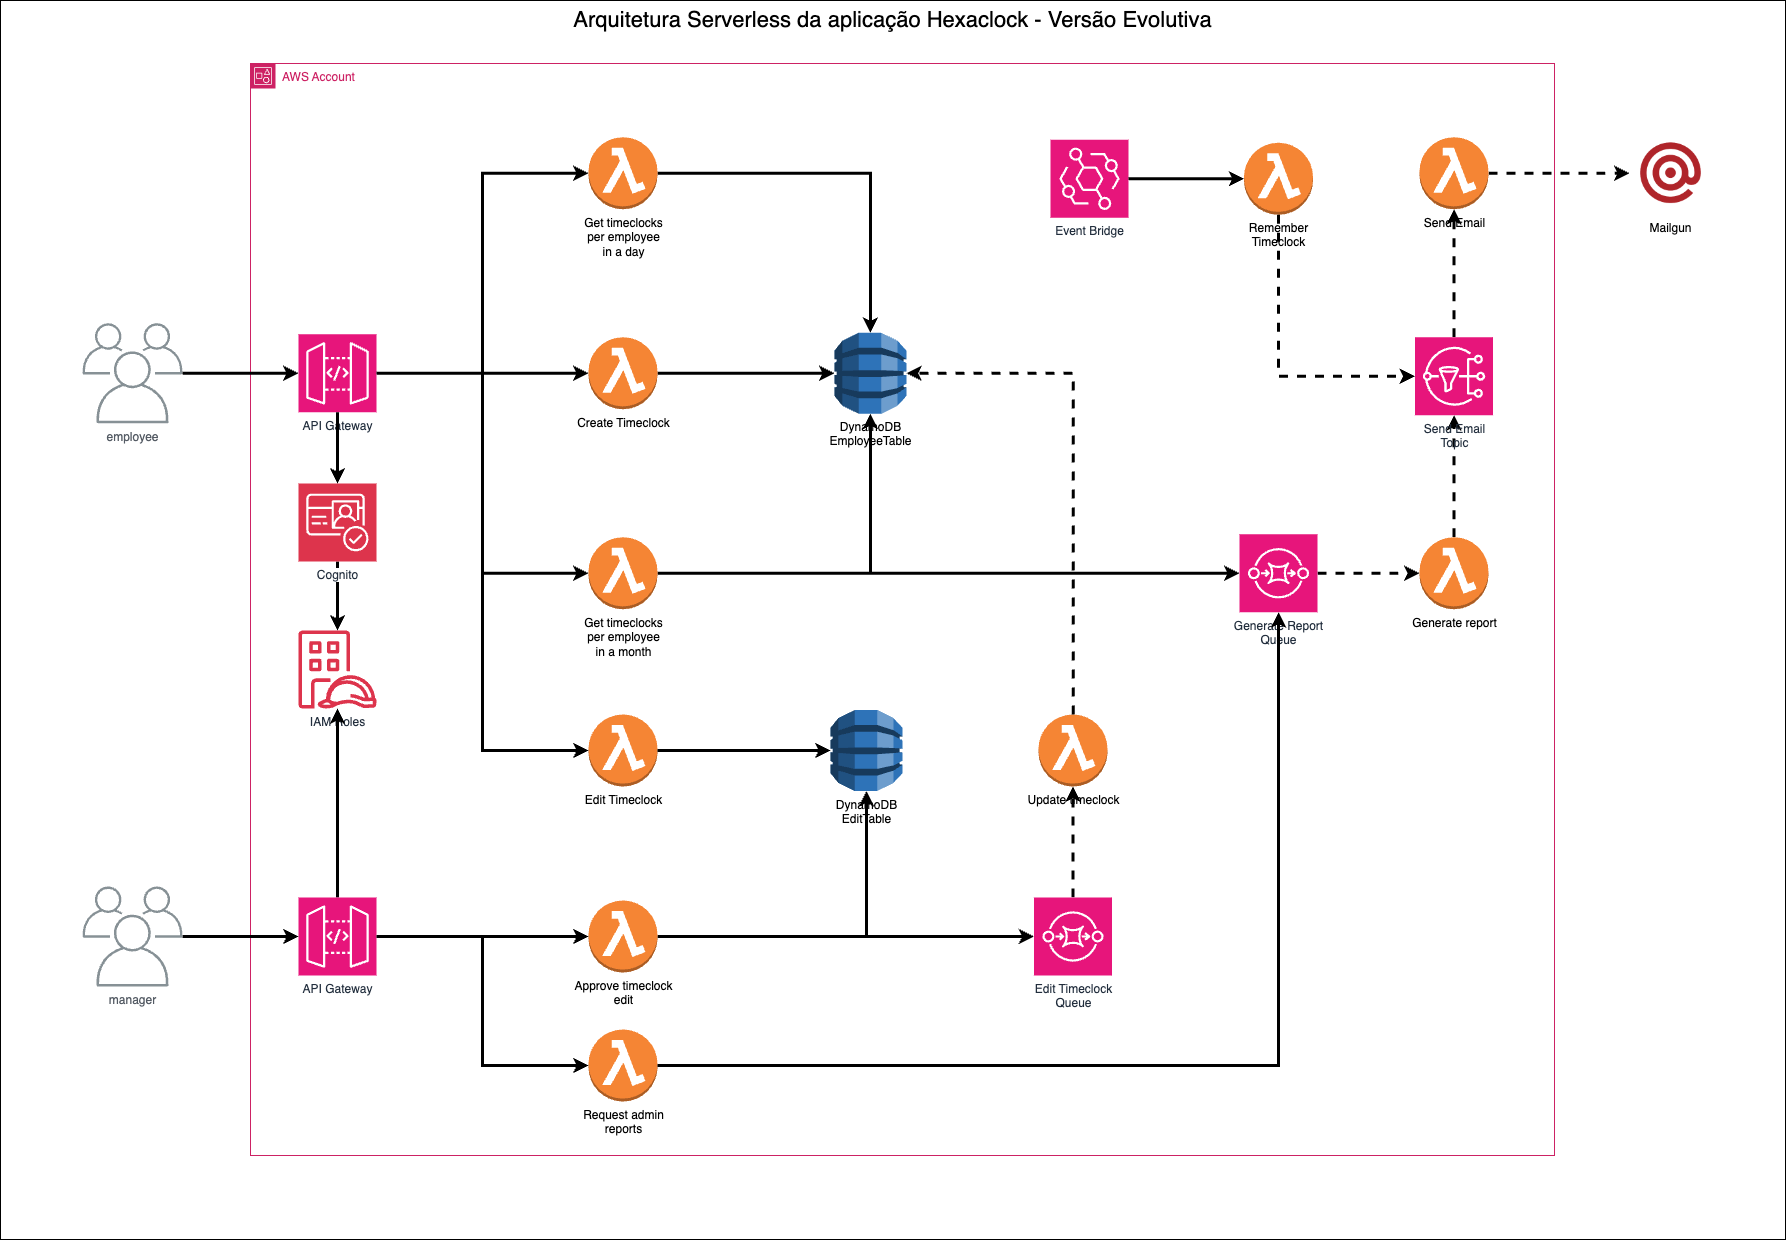 Arquitetura Serverless da aplicação Hexaclock - Versão Evolutiva
AWS Account
Get timeclocks
per employee
in a day
Event Bridge
Remember
Timeclock
Send Email
Mailgun
employee
API Gateway
Create Timeclock
DynamoDB
EmployeeTable
Send Email
Topic
Cognito
Get timeclocks
per employee
in a month
Generate Report
Queue
Generate report
IAM Roles
Edit Timeclock
DynamoDB
EditTable
Update timeclock
manager
API Gateway
Approve timeclock
edit
Edit Timeclock
Queue
Request admin
reports